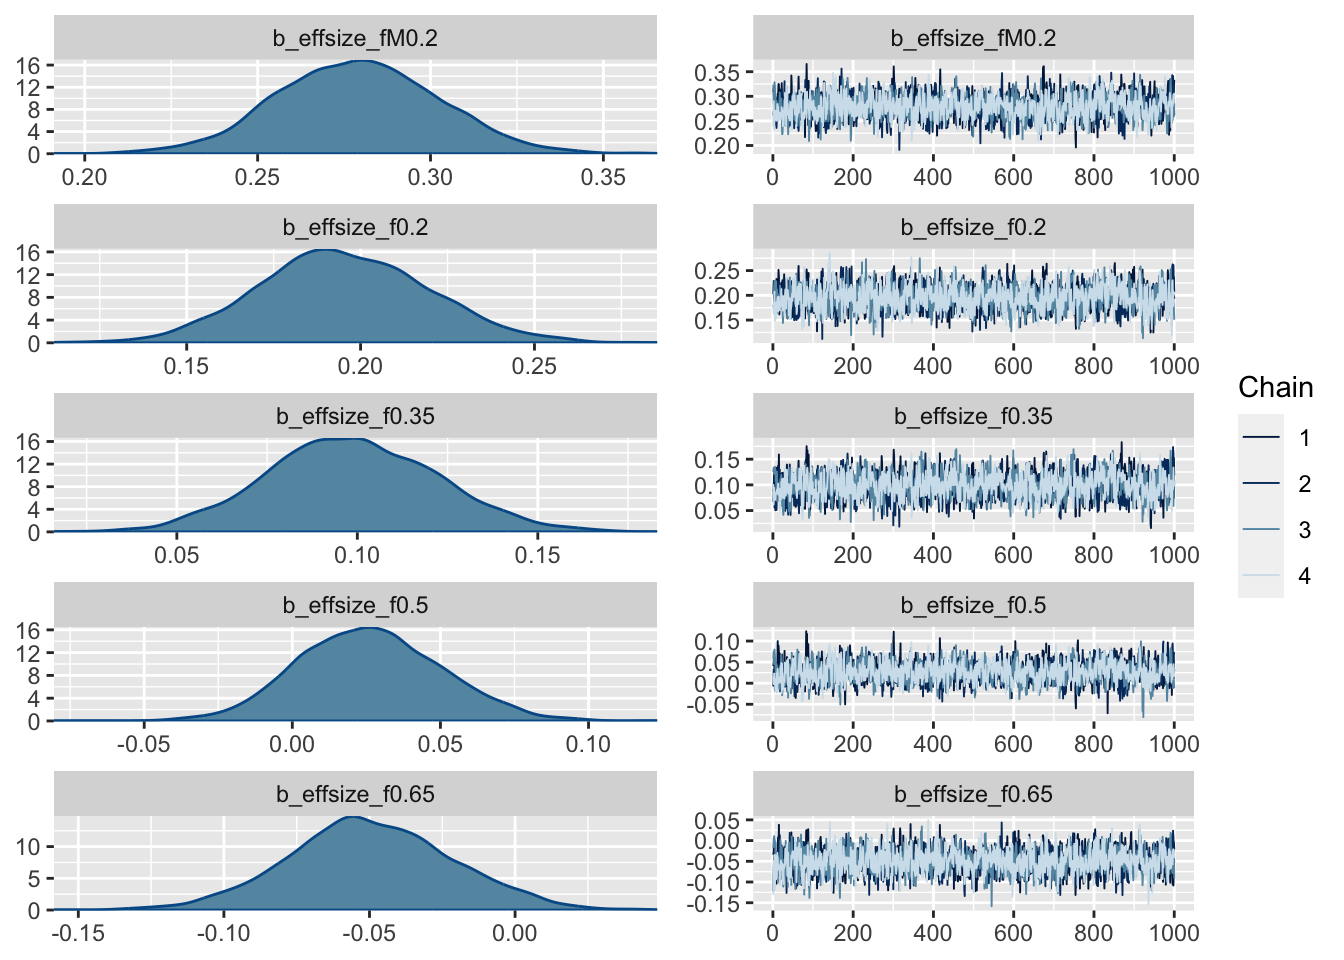 b_effsize_fM0.2
16
12
8
4
0
0.20 0.25 0.30 0.35
b_effsize_fM0.2
0.35
0.30
0.25
0.20
0 200 400 600 800 1000
b_effsize_f0.2
16
12
8
4
0
0.15 0.20 0.25
b_effsize_f0.2
0.25
0.20
0.15
0 200 400 600 800 1000
b_effsize_f0.35
16
12
8
4
0
0.05 0.10 0.15
b_effsize_f0.35
0.15
0.10
0.05
0 200 400 600 800 1000
b_effsize_f0.5
16
12
8
4
0
-0.05 0.00 0.05 0.10
b_effsize_f0.5
0.10
0.05
0.00
-0.05
0 200 400 600 800 1000
b_effsize_f0.65
10
5
0
-0.15 -0.10 -0.05 0.00
b_effsize_f0.65
0.05
0.00
-0.05
-0.10
-0.15
0 200 400 600 800 1000
Chain
1
2
3
4